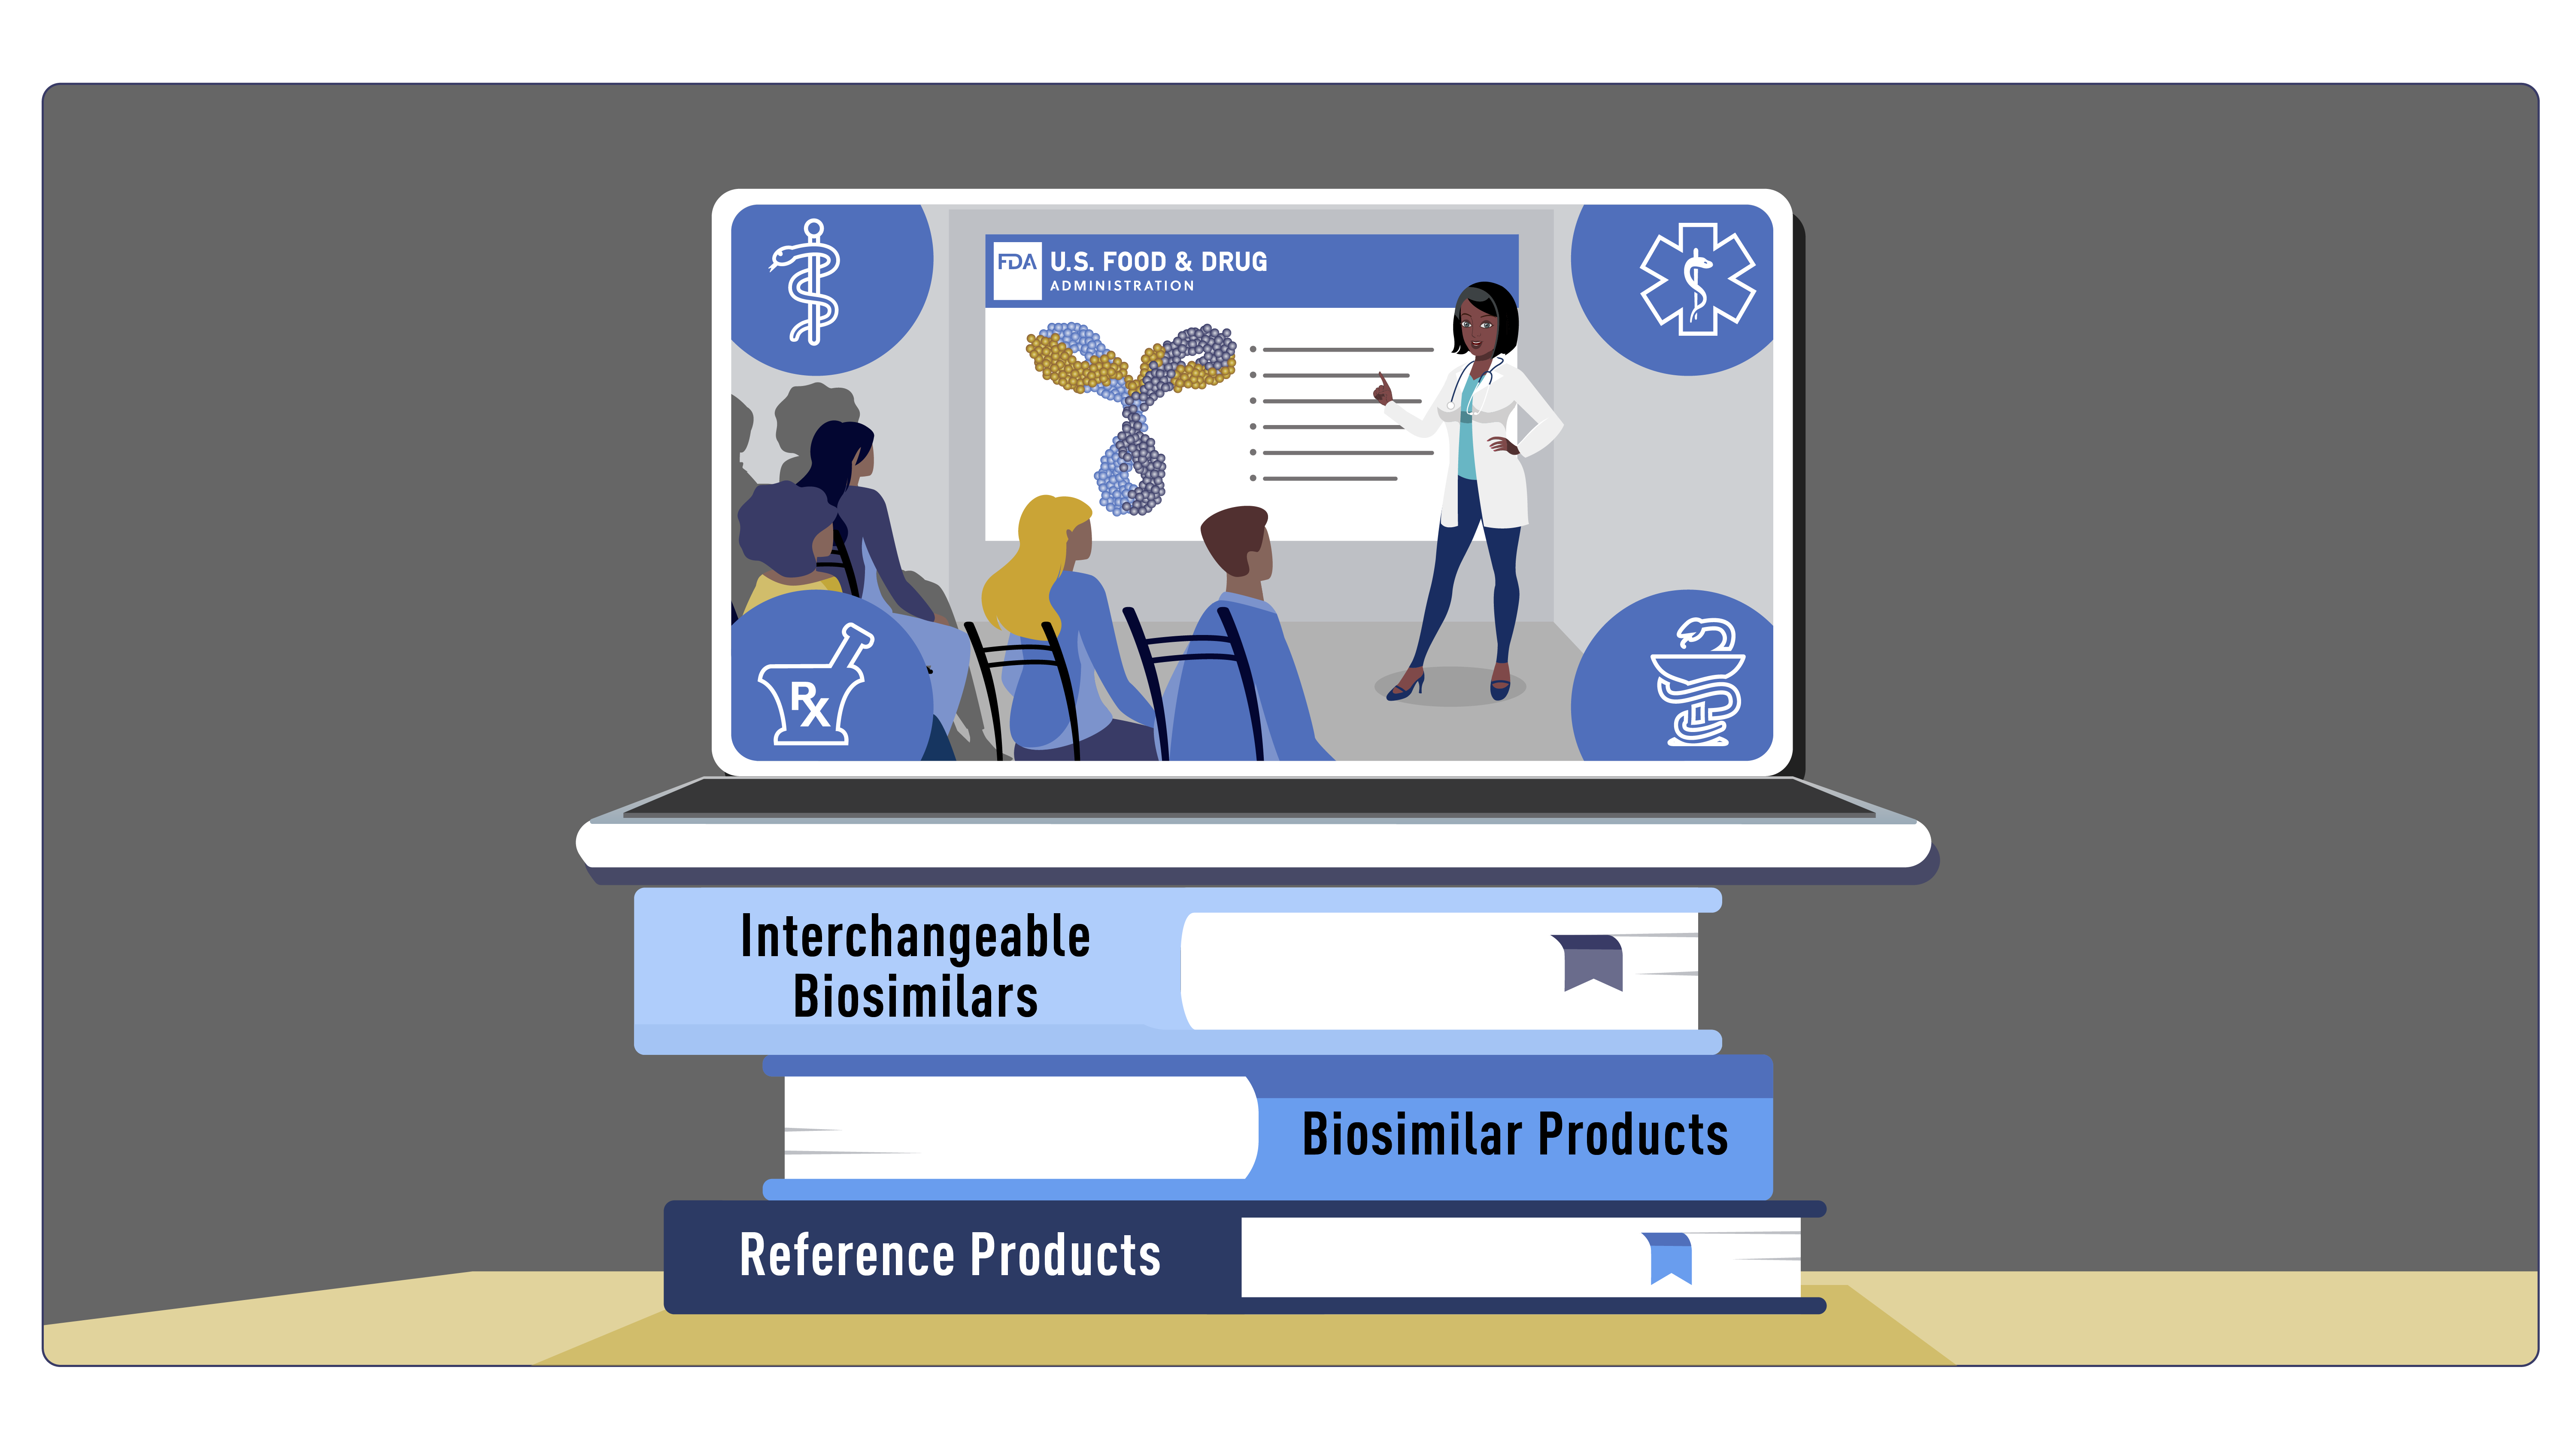 FDA U.S. FOOD & DRUG
ADMINISTRATION
Rx
Interchangeable
Biosimilars
Biosimilar Products
Reference Products